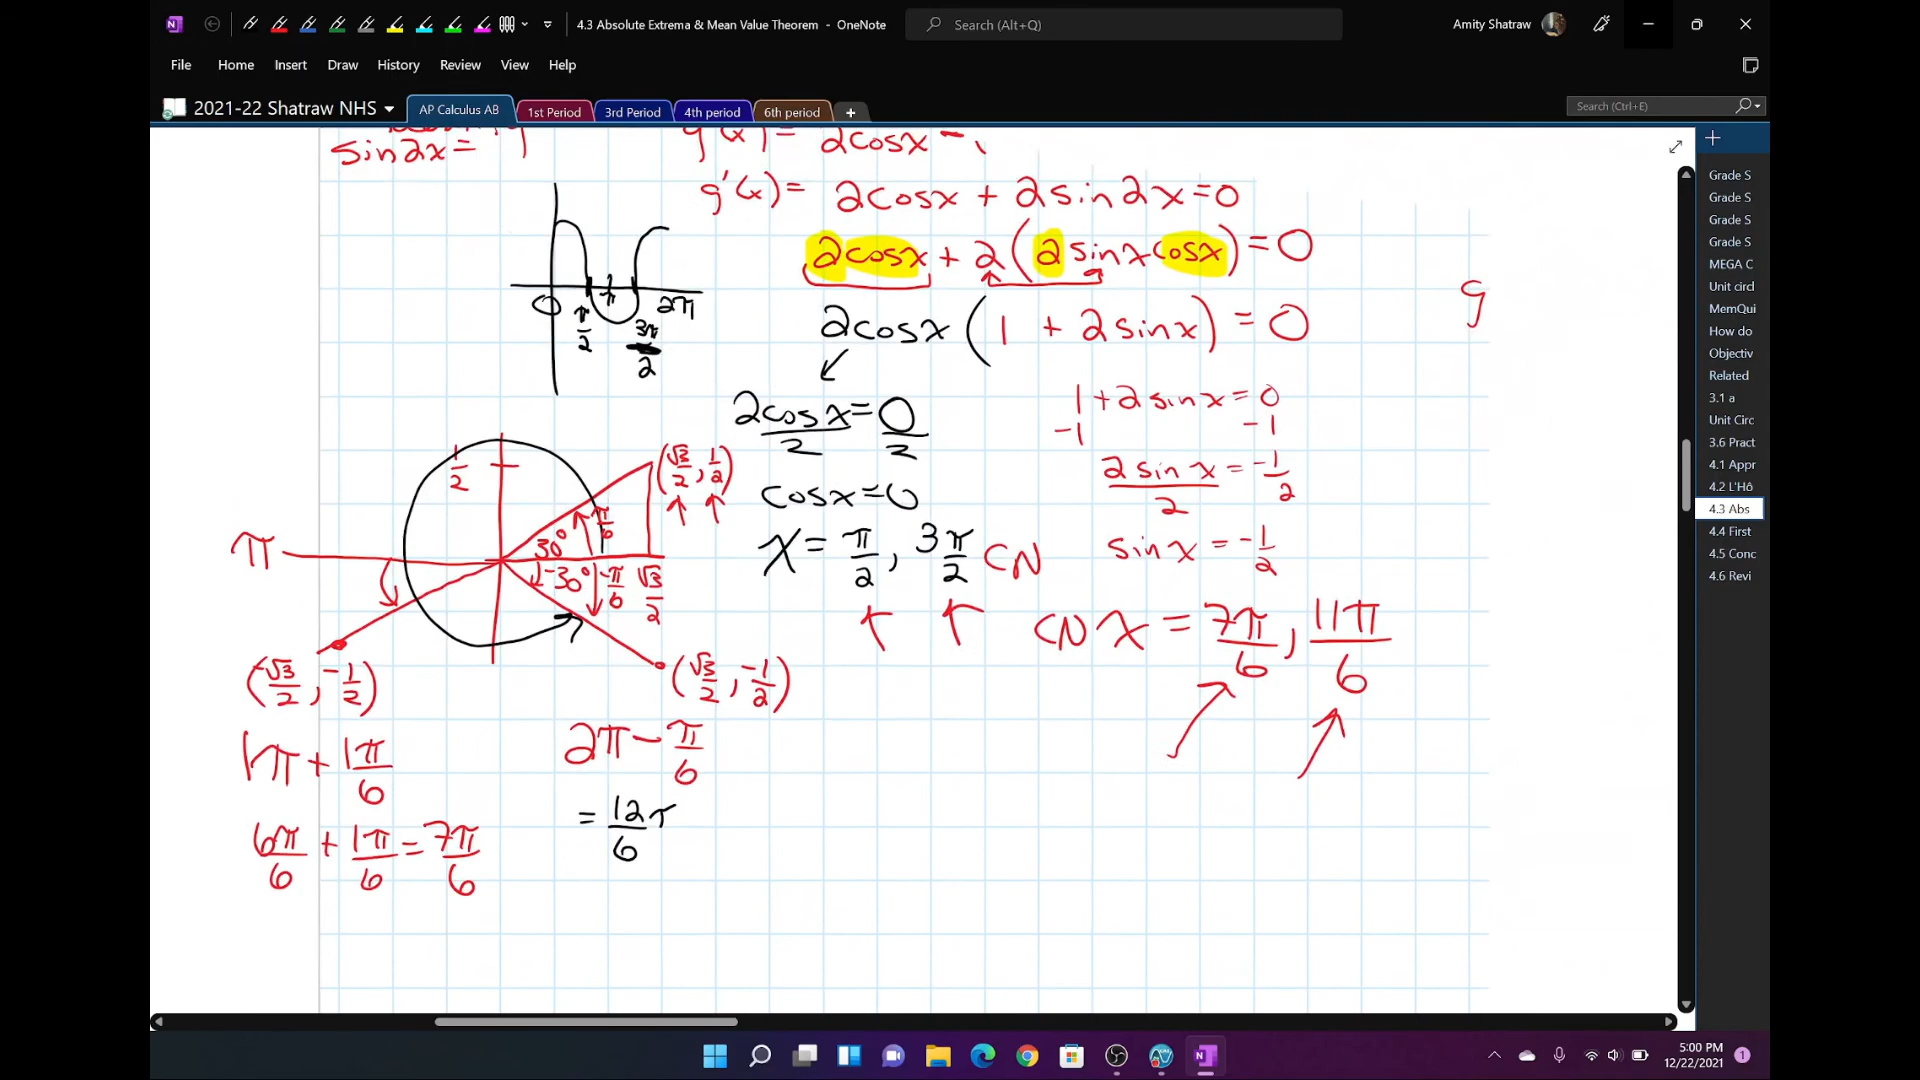 4.3 Absolute Extrema & Mean Value Theorem - OneNote
Search (Alt+Q)
Amity Shatraw
File Home Insert Draw History Review View Help
2021-22 Shatraw NHS
AP Calculus AB
1st Period
3rd Period
4th period
6th period
Search (Ctrl+E)
sin2x =
2cosx -
g'(x) = 2cosx + 2sin2x = 0
2cosx + 2(2sinxcosx) = 0
2cosx(1 + 2sinx) = 0
g
0 π/2 π 3π/2 2π
2cosx = 0
2 2
cosx = 0
x = π/2, 3π/2 CN
1 + 2sinx = 0
-1 -1
2sinx = -1
2 2
sinx = -1/2
CN x = 7π/6, 11π/6
1/2
(√3/2, 1/2)
π/6
30°
π
-30° -π/6 √3/2
(-√3/2, -1/2)
(√3/2, -1/2)
1π + 1π/6
6π/6 + 1π/6 = 7π/6
2π - π/6
= 12π/6
Grade S
Grade S
Grade S
Grade S
MEGA C
Unit circl
MemQui
How do
Objectiv
Related
3.1 a
Unit Circ
3.6 Pract
4.1 Appr
4.2 L'Hô
4.3 Abs
4.4 First
4.5 Conc
4.6 Revi
5:00 PM
12/22/2021
1